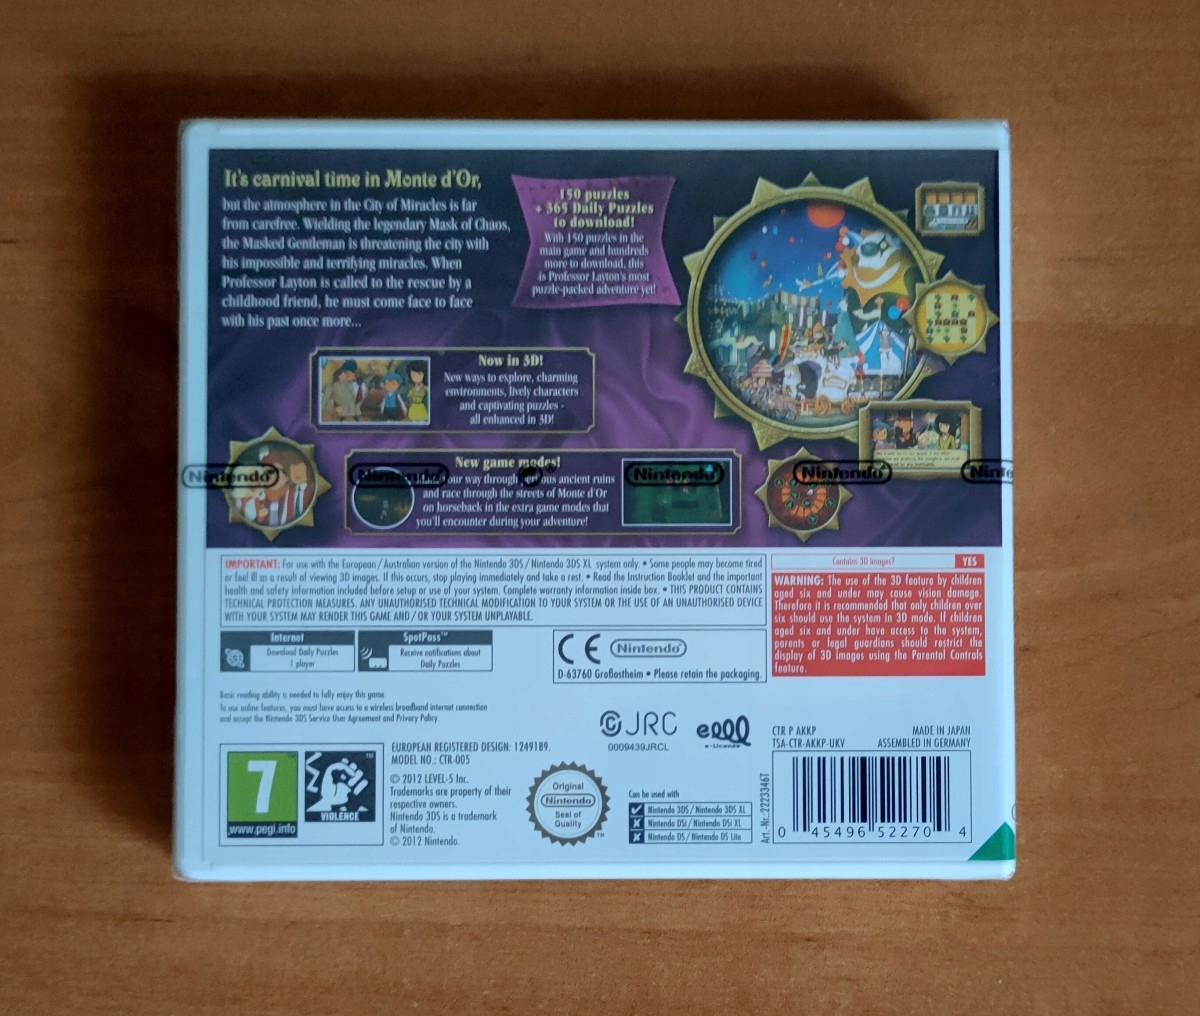 It's carnival time in Monte d'Or,
but the atmosphere in the City of Miracles is far
from carefree. Wielding the legendary Mask of Chaos,
the Masked Gentleman is threatening the city with
his impossible and terrifying miracles. When
Professor Layton is called to the rescue by a
childhood friend, he must come face to face
with his past once more...
150 puzzles
+ 365 Daily Puzzles
to download!
With 150 puzzles in the
main game and hundreds
more to download, this
is Professor Layton's most
puzzle-packed adventure yet!
Now in 3D!
New ways to explore, charming
environments, lively characters
and captivating puzzles -
all enhanced in 3D!
New game modes!
your way through ancient ruins
and race through the streets of Monte d'Or
on horseback in the extra game modes that
you'll encounter during your adventure!
Nintendo Nintendo Nintendo Nintendo Ninte
IMPORTANT: For use with the European/Australian version of the Nintendo 3DS/Nintendo 3DS XL system only. • Some people may become tired
or feel ill as a result of viewing 3D images. If this occurs, stop playing immediately and take a rest. • Read the Instruction Booklet and the important
health and safety information included before setup or use of your system. Complete warranty information inside box. • THIS PRODUCT CONTAINS
TECHNICAL PROTECTION MEASURES. ANY UNAUTHORISED TECHNICAL MODIFICATION TO YOUR SYSTEM OR THE USE OF AN UNAUTHORISED DEVICE
WITH YOUR SYSTEM MAY RENDER THIS GAME AND/OR YOUR SYSTEM UNPLAYABLE.
Contains 3D images? YES
WARNING: The use of the 3D feature by children
aged six and under may cause vision damage.
Therefore it is recommended that only children over
six should use the system in 3D mode. If children
aged six and under have access to the system,
parents or legal guardians should restrict the
display of 3D images using the Parental Controls
feature.
Internet
Download Daily Puzzles
1 player
SpotPass™
Receive notifications about
Daily Puzzles
CE Nintendo®
D-63760 Großostheim • Please retain the packaging.
Basic reading ability is needed to fully enjoy this game.
To use online features, you must have access to a wireless broadband internet connection
and accept the Nintendo 3DS Service User Agreement and Privacy Policy.
JRC
0009439JRCL
e-License
CTR P AKKP
TSA-CTR-AKKP-UKV
MADE IN JAPAN
ASSEMBLED IN GERMANY
7
www.pegi.info
VIOLENCE
™
EUROPEAN REGISTERED DESIGN: 1249189.
MODEL NO.: CTR-005
© 2012 LEVEL-5 Inc.
Trademarks are property of their
respective owners.
Nintendo 3DS is a trademark
of Nintendo.
© 2012 Nintendo.
Original
Nintendo
Seal of
Quality
™
Can be used with
Nintendo 3DS/Nintendo 3DS XL
Nintendo DSi/Nintendo DSi XL
Nintendo DS/Nintendo DS Lite
Art.-Nr.: 2223346T
0 45496 52270 4